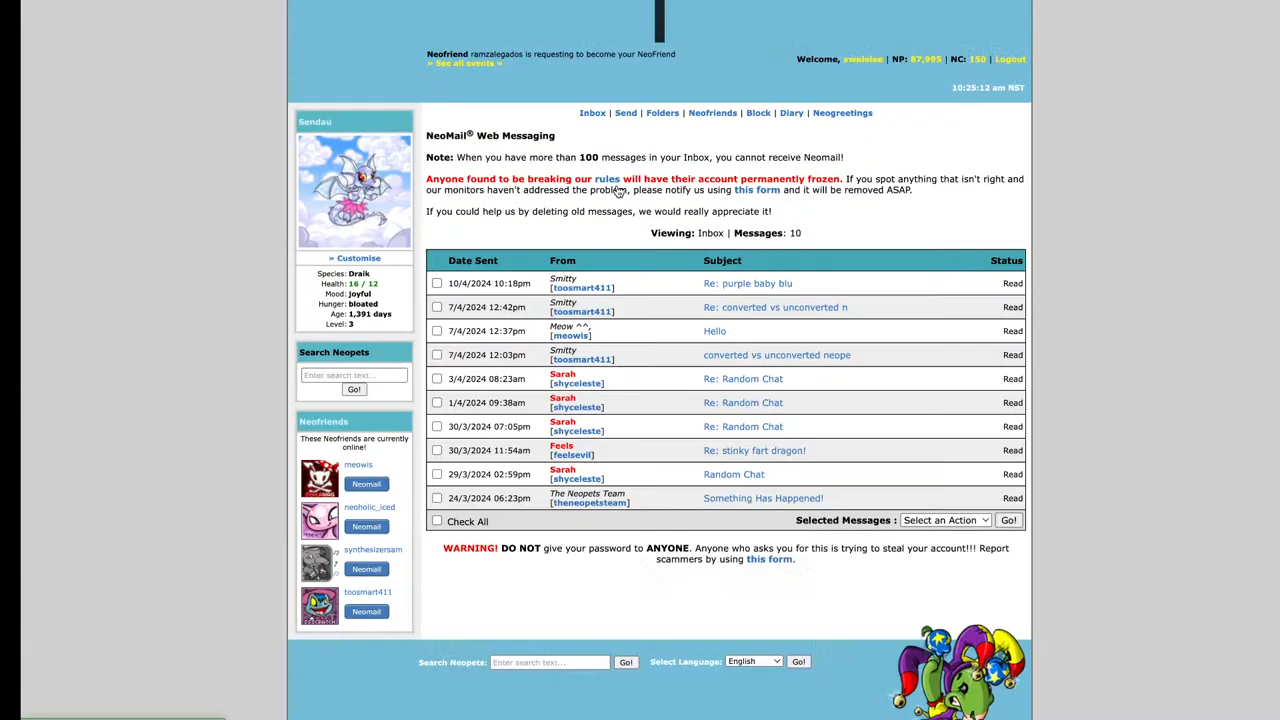 Neofriend ramzalegados is requesting to become your NeoFriend
» See all events «
Welcome, xweielee | NP: 87,995 | NC: 150 | Logout
10:25:12 am NST
Sendau
» Customise
Species: Draik
Health: 16 / 12
Mood: joyful
Hunger: bloated
Age: 1,391 days
Level: 3
Search Neopets
Enter search text...
Go!
Neofriends
These Neofriends are currently
online!
meowis
Neomail
neoholic_iced
Neomail
synthesizersam
Neomail
toosmart411
Neomail
Inbox | Send | Folders | Neofriends | Block | Diary | Neogreetings
NeoMail® Web Messaging
Note: When you have more than 100 messages in your Inbox, you cannot receive Neomail!
Anyone found to be breaking our rules will have their account permanently frozen. If you spot anything that isn't right and
our monitors haven't addressed the problem, please notify us using this form and it will be removed ASAP.
If you could help us by deleting old messages, we would really appreciate it!
Viewing: Inbox | Messages: 10
Date Sent From Subject Status
10/4/2024 10:18pm Smitty [toosmart411] Re: purple baby blu Read
7/4/2024 12:42pm Smitty [toosmart411] Re: converted vs unconverted n Read
7/4/2024 12:37pm Meow ^^, [meowis] Hello Read
7/4/2024 12:03pm Smitty [toosmart411] converted vs unconverted neope Read
3/4/2024 08:23am Sarah [shyceleste] Re: Random Chat Read
1/4/2024 09:38am Sarah [shyceleste] Re: Random Chat Read
30/3/2024 07:05pm Sarah [shyceleste] Re: Random Chat Read
30/3/2024 11:54am Feels [feelsevil] Re: stinky fart dragon! Read
29/3/2024 02:59pm Sarah [shyceleste] Random Chat Read
24/3/2024 06:23pm The Neopets Team [theneopetsteam] Something Has Happened! Read
Check All Selected Messages : Select an Action Go!
WARNING! DO NOT give your password to ANYONE. Anyone who asks you for this is trying to steal your account!!! Report
scammers by using this form.
Search Neopets: Enter search text... Go! Select Language: English Go!